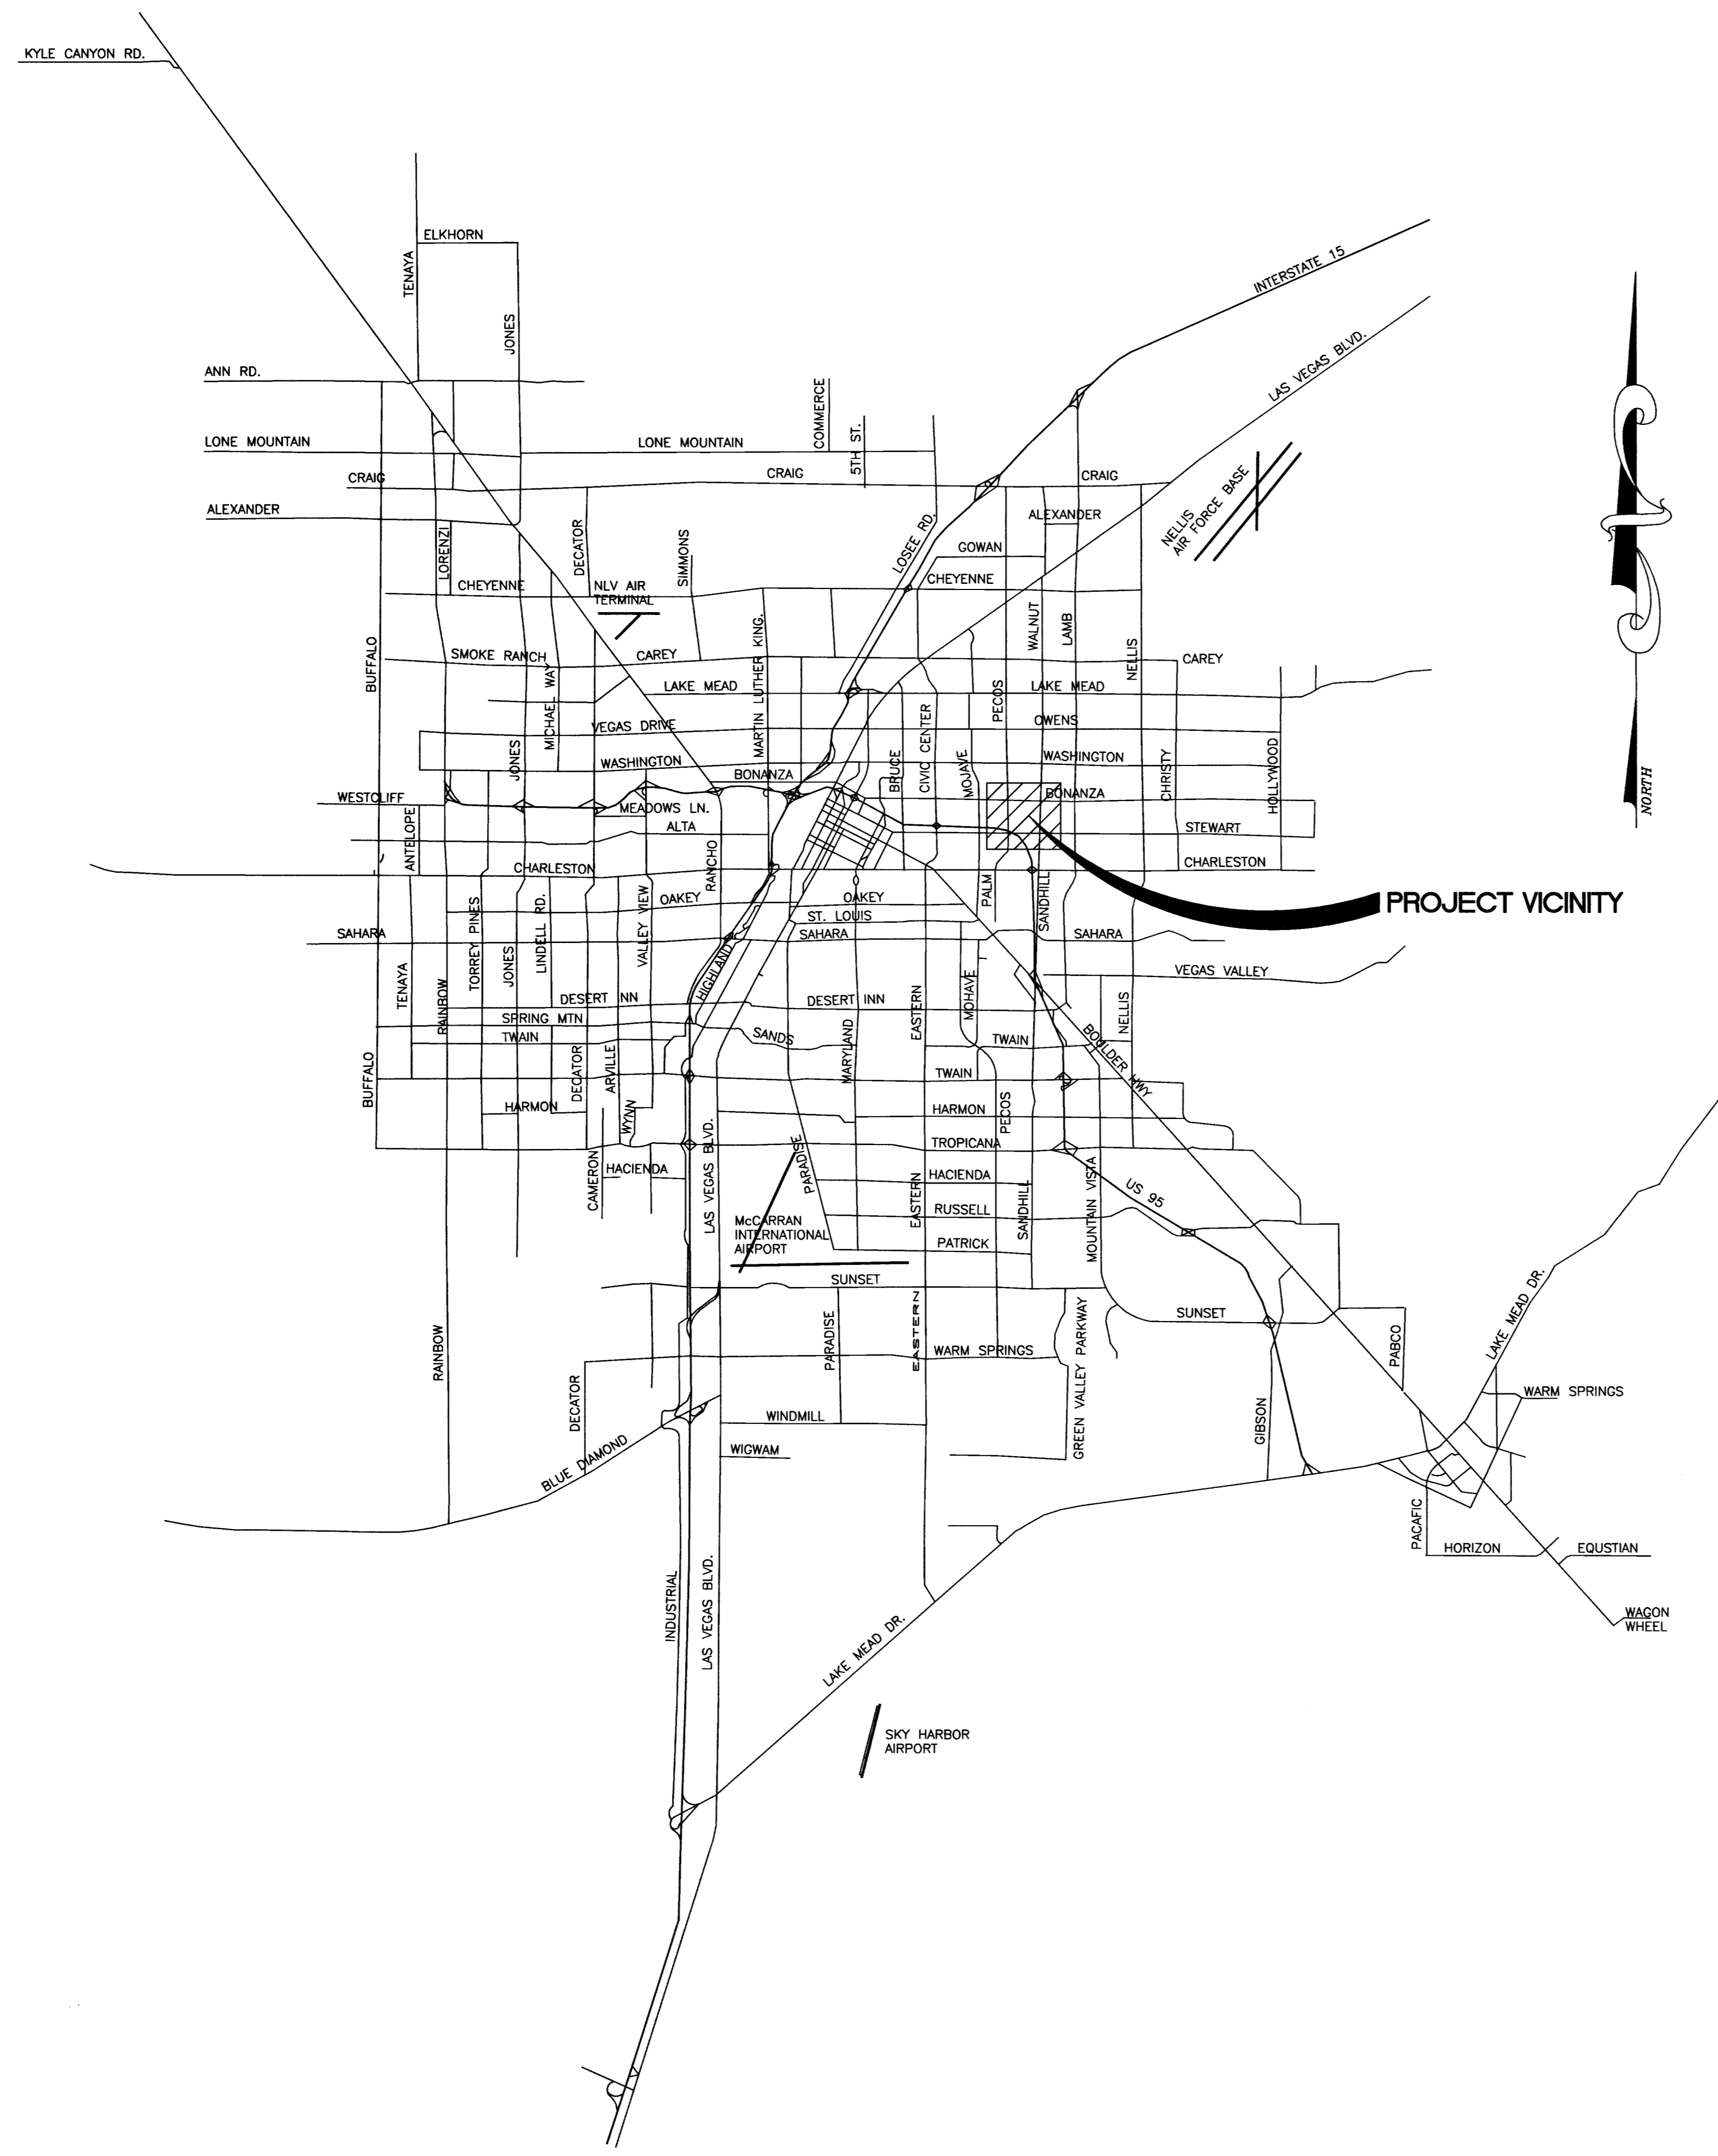 KYLE CANYON RD.
ELKHORN
TENAYA
JONES
INTERSTATE 15
LAS VEGAS BLVD.
ANN RD.
COMMERCE
5TH ST.
LONE MOUNTAIN
LONE MOUNTAIN
CRAIG
CRAIG
CRAIG
ALEXANDER
ALEXANDER
NELLIS
AIR FORCE BASE
LORENZI
DECATOR
SIMMONS
LOSEE RD.
GOWAN
CHEYENNE
NLV AIR
TERMINAL
CHEYENNE
BUFFALO
SMOKE RANCH
CAREY
MARTIN LUTHER KING.
WALNUT
LAMB
NELLIS
CAREY
MICHAEL WAY
LAKE MEAD
PECOS
LAKE MEAD
VEGAS DRIVE
CIVIC CENTER
OWENS
JONES
WASHINGTON
BRUCE
MOJAVE
WASHINGTON
CHRISTY
HOLLYWOOD
NORTH
BONANZA
BONANZA
WESTCLIFF
MEADOWS LN.
ALTA
STEWART
ANTELOPE
CHARLESTON
RANCHO
CHARLESTON
OAKEY
OAKEY
PALM
SANDHILL
PROJECT VICINITY
ST. LOUIS
SAHARA
TORREY PINES
LINDELL RD.
VALLEY VIEW
SAHARA
SAHARA
TENAYA
RAINBOW
JONES
HIGHLAND
VEGAS VALLEY
DESERT INN
DESERT INN
EASTERN
MOHAVE
NELLIS
SPRING MTN
TWAIN
SANDS
MARYLAND
TWAIN
BOULDER HWY
BUFFALO
DECATOR
ARVILLE
TWAIN
HARMON
WYNN
HARMON
PECOS
LAS VEGAS BLVD.
PARADISE
TROPICANA
CAMERON
HACIENDA
HACIENDA
US 95
McCARRAN
INTERNATIONAL
AIRPORT
EASTERN
RUSSELL
SANDHILL
MOUNTAIN VISTA
PATRICK
SUNSET
SUNSET
RAINBOW
PARADISE
EASTERN
WARM SPRINGS
GREEN VALLEY PARKWAY
PABCO
LAKE MEAD DR.
WARM SPRINGS
DECATOR
WINDMILL
GIBSON
WIGWAM
BLUE DIAMOND
PACAFIC
HORIZON
EQUSTIAN
INDUSTRIAL
LAS VEGAS BLVD.
LAKE MEAD DR.
WAGON
WHEEL
SKY HARBOR
AIRPORT